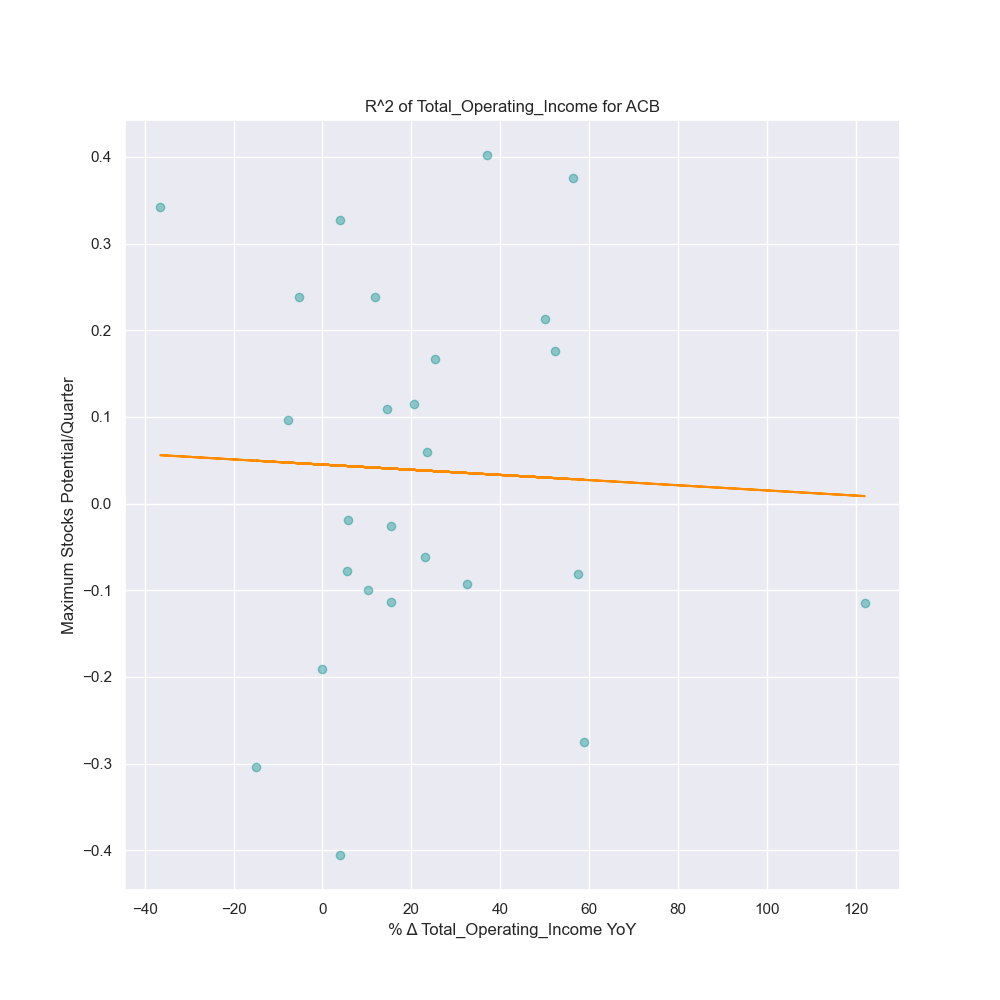 R^2 of Total_Operating_Income for ACB
Maximum Stocks Potential/Quarter
0.4
0.3
0.2
0.1
0.0
−0.1
−0.2
−0.3
−0.4
−40 −20 0 20 40 60 80 100 120
% Δ Total_Operating_Income YoY